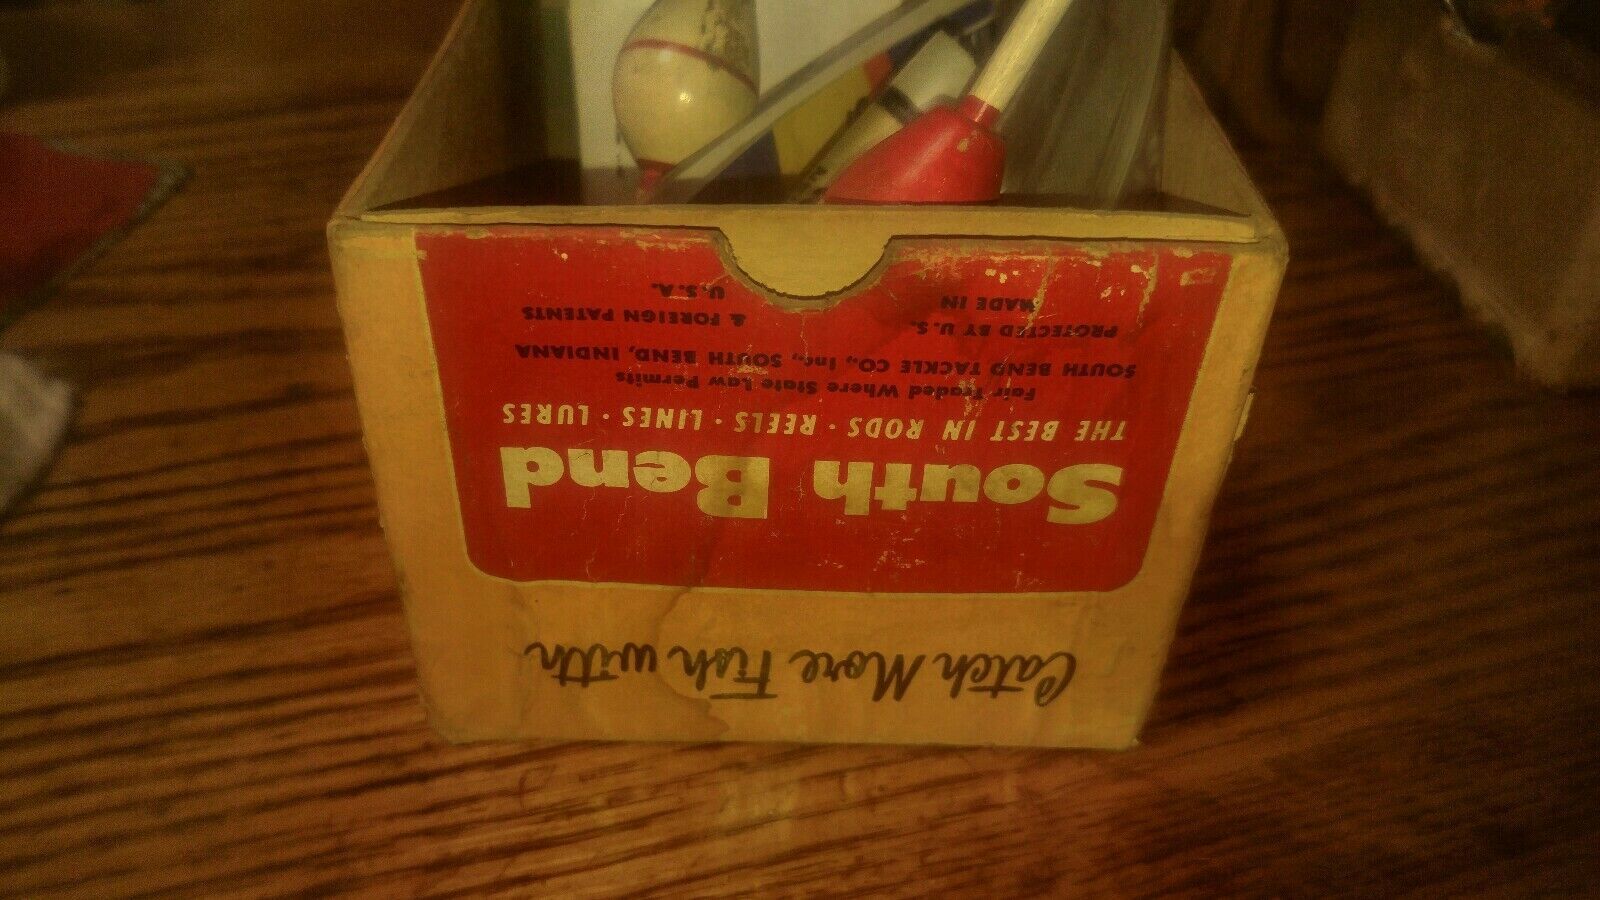 Catch More Fish with
South Bend
THE BEST IN RODS · REELS · LINES · LURES
Fair Traded Where State Law Permits
SOUTH BEND TACKLE CO., Inc., SOUTH BEND, INDIANA
PROTECTED BY U.S. & FOREIGN PATENTS
MADE IN U.S.A.